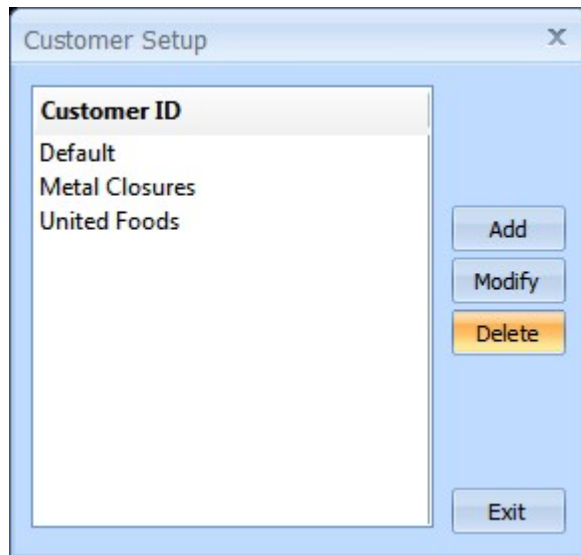 Customer Setup
Customer ID
Default
Metal Closures
United Foods
Add
Modify
Delete
Exit